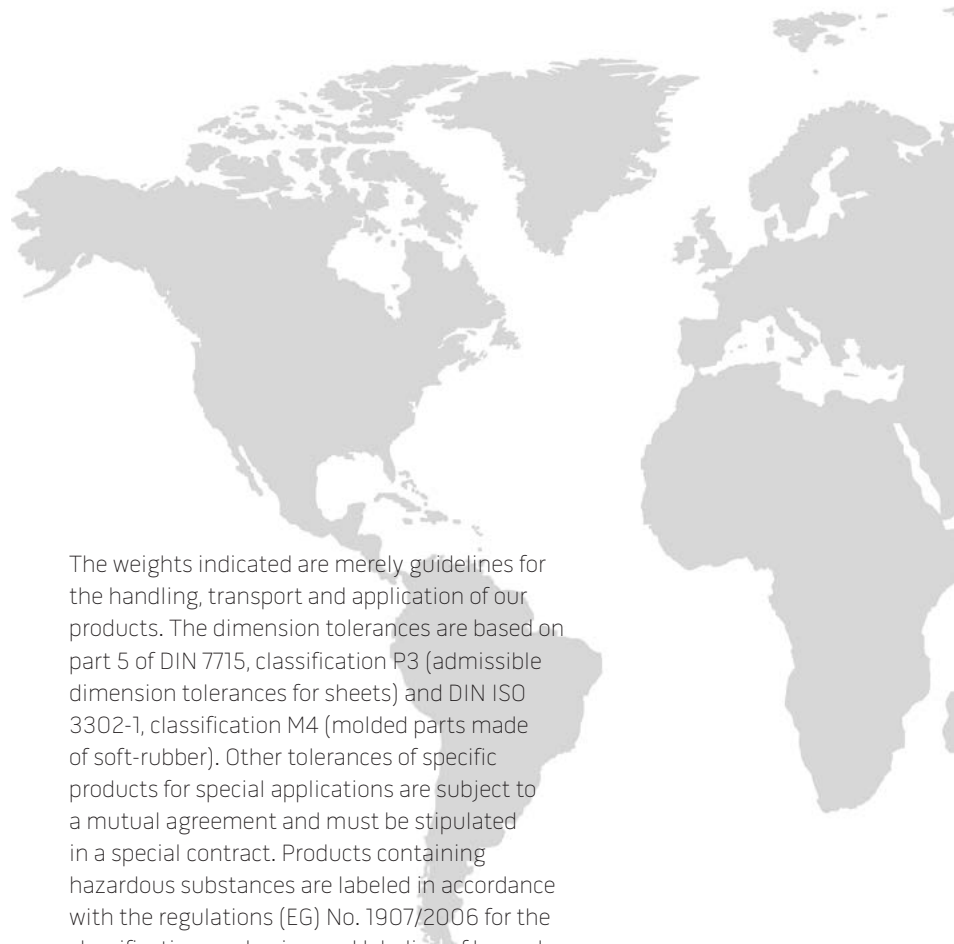 The weights indicated are merely guidelines for
the handling, transport and application of our
products. The dimension tolerances are based on
part 5 of DIN 7715, classification P3 (admissible
dimension tolerances for sheets) and DIN ISO
3302-1, classification M4 (molded parts made
of soft-rubber). Other tolerances of specific
products for special applications are subject to
a mutual agreement and must be stipulated
in a special contract. Products containing
hazardous substances are labeled in accordance
with the regulations (EG) No. 1907/2006 for the